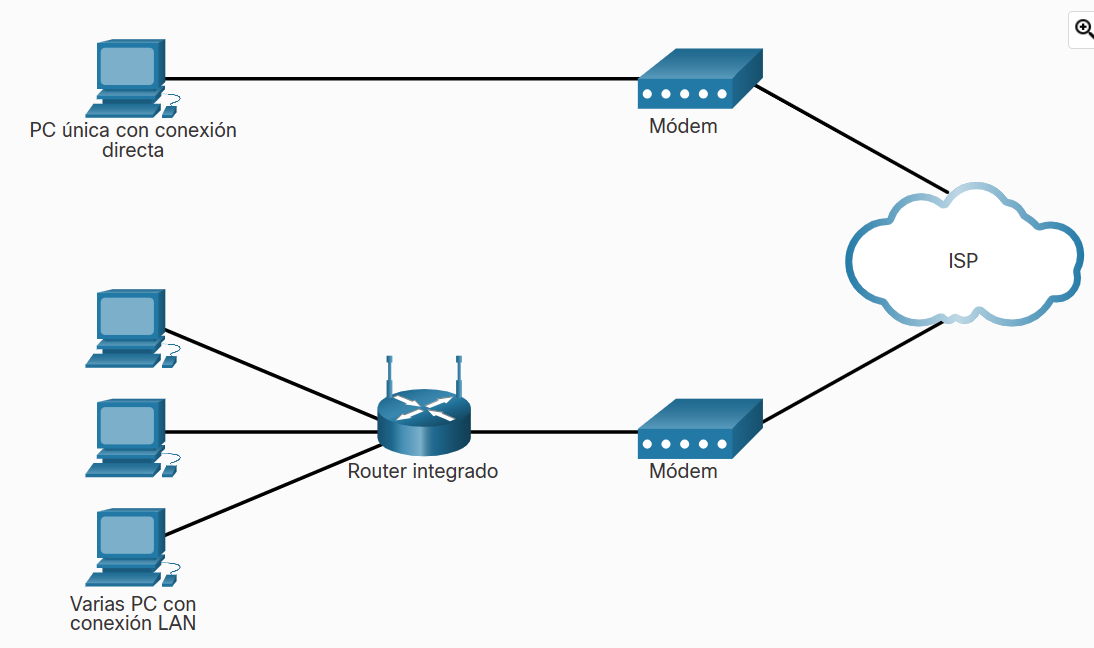 PC única con conexión
directa
Módem
ISP
Router integrado
Módem
Varias PC con
conexión LAN